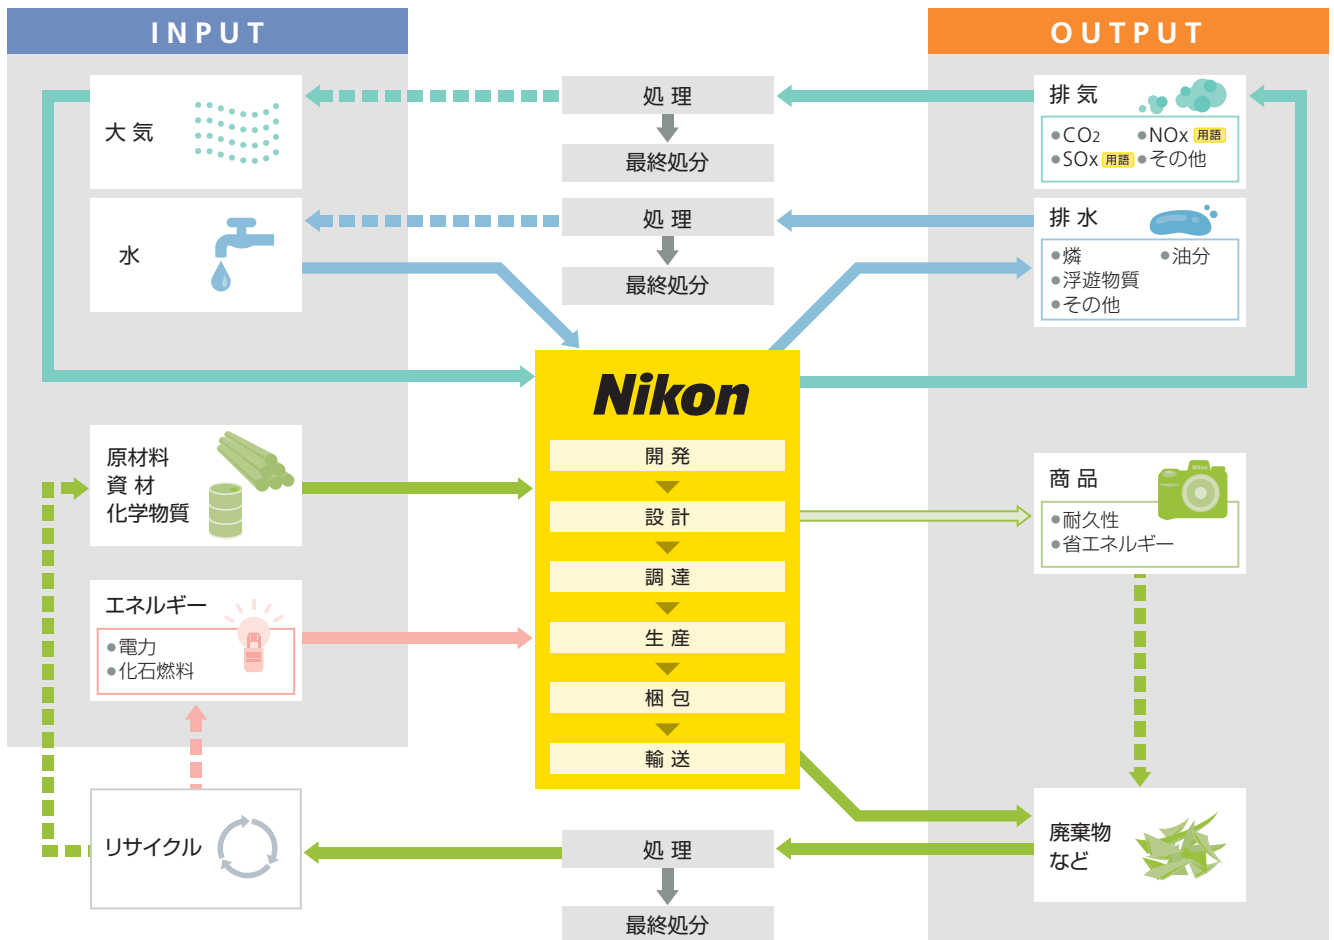 INPUT
OUTPUT
大気
水
原材料
資材
化学物質
エネルギー
●電力
●化石燃料
リサイクル
処理
最終処分
処理
最終処分
Nikon
開発
設計
調達
生産
梱包
輸送
処理
最終処分
排気
●CO2 ●NOx 用語
●SOx 用語 ●その他
排水
●燐 ●油分
●浮遊物質
●その他
商品
Nikon
●耐久性
●省エネルギー
廃棄物
など